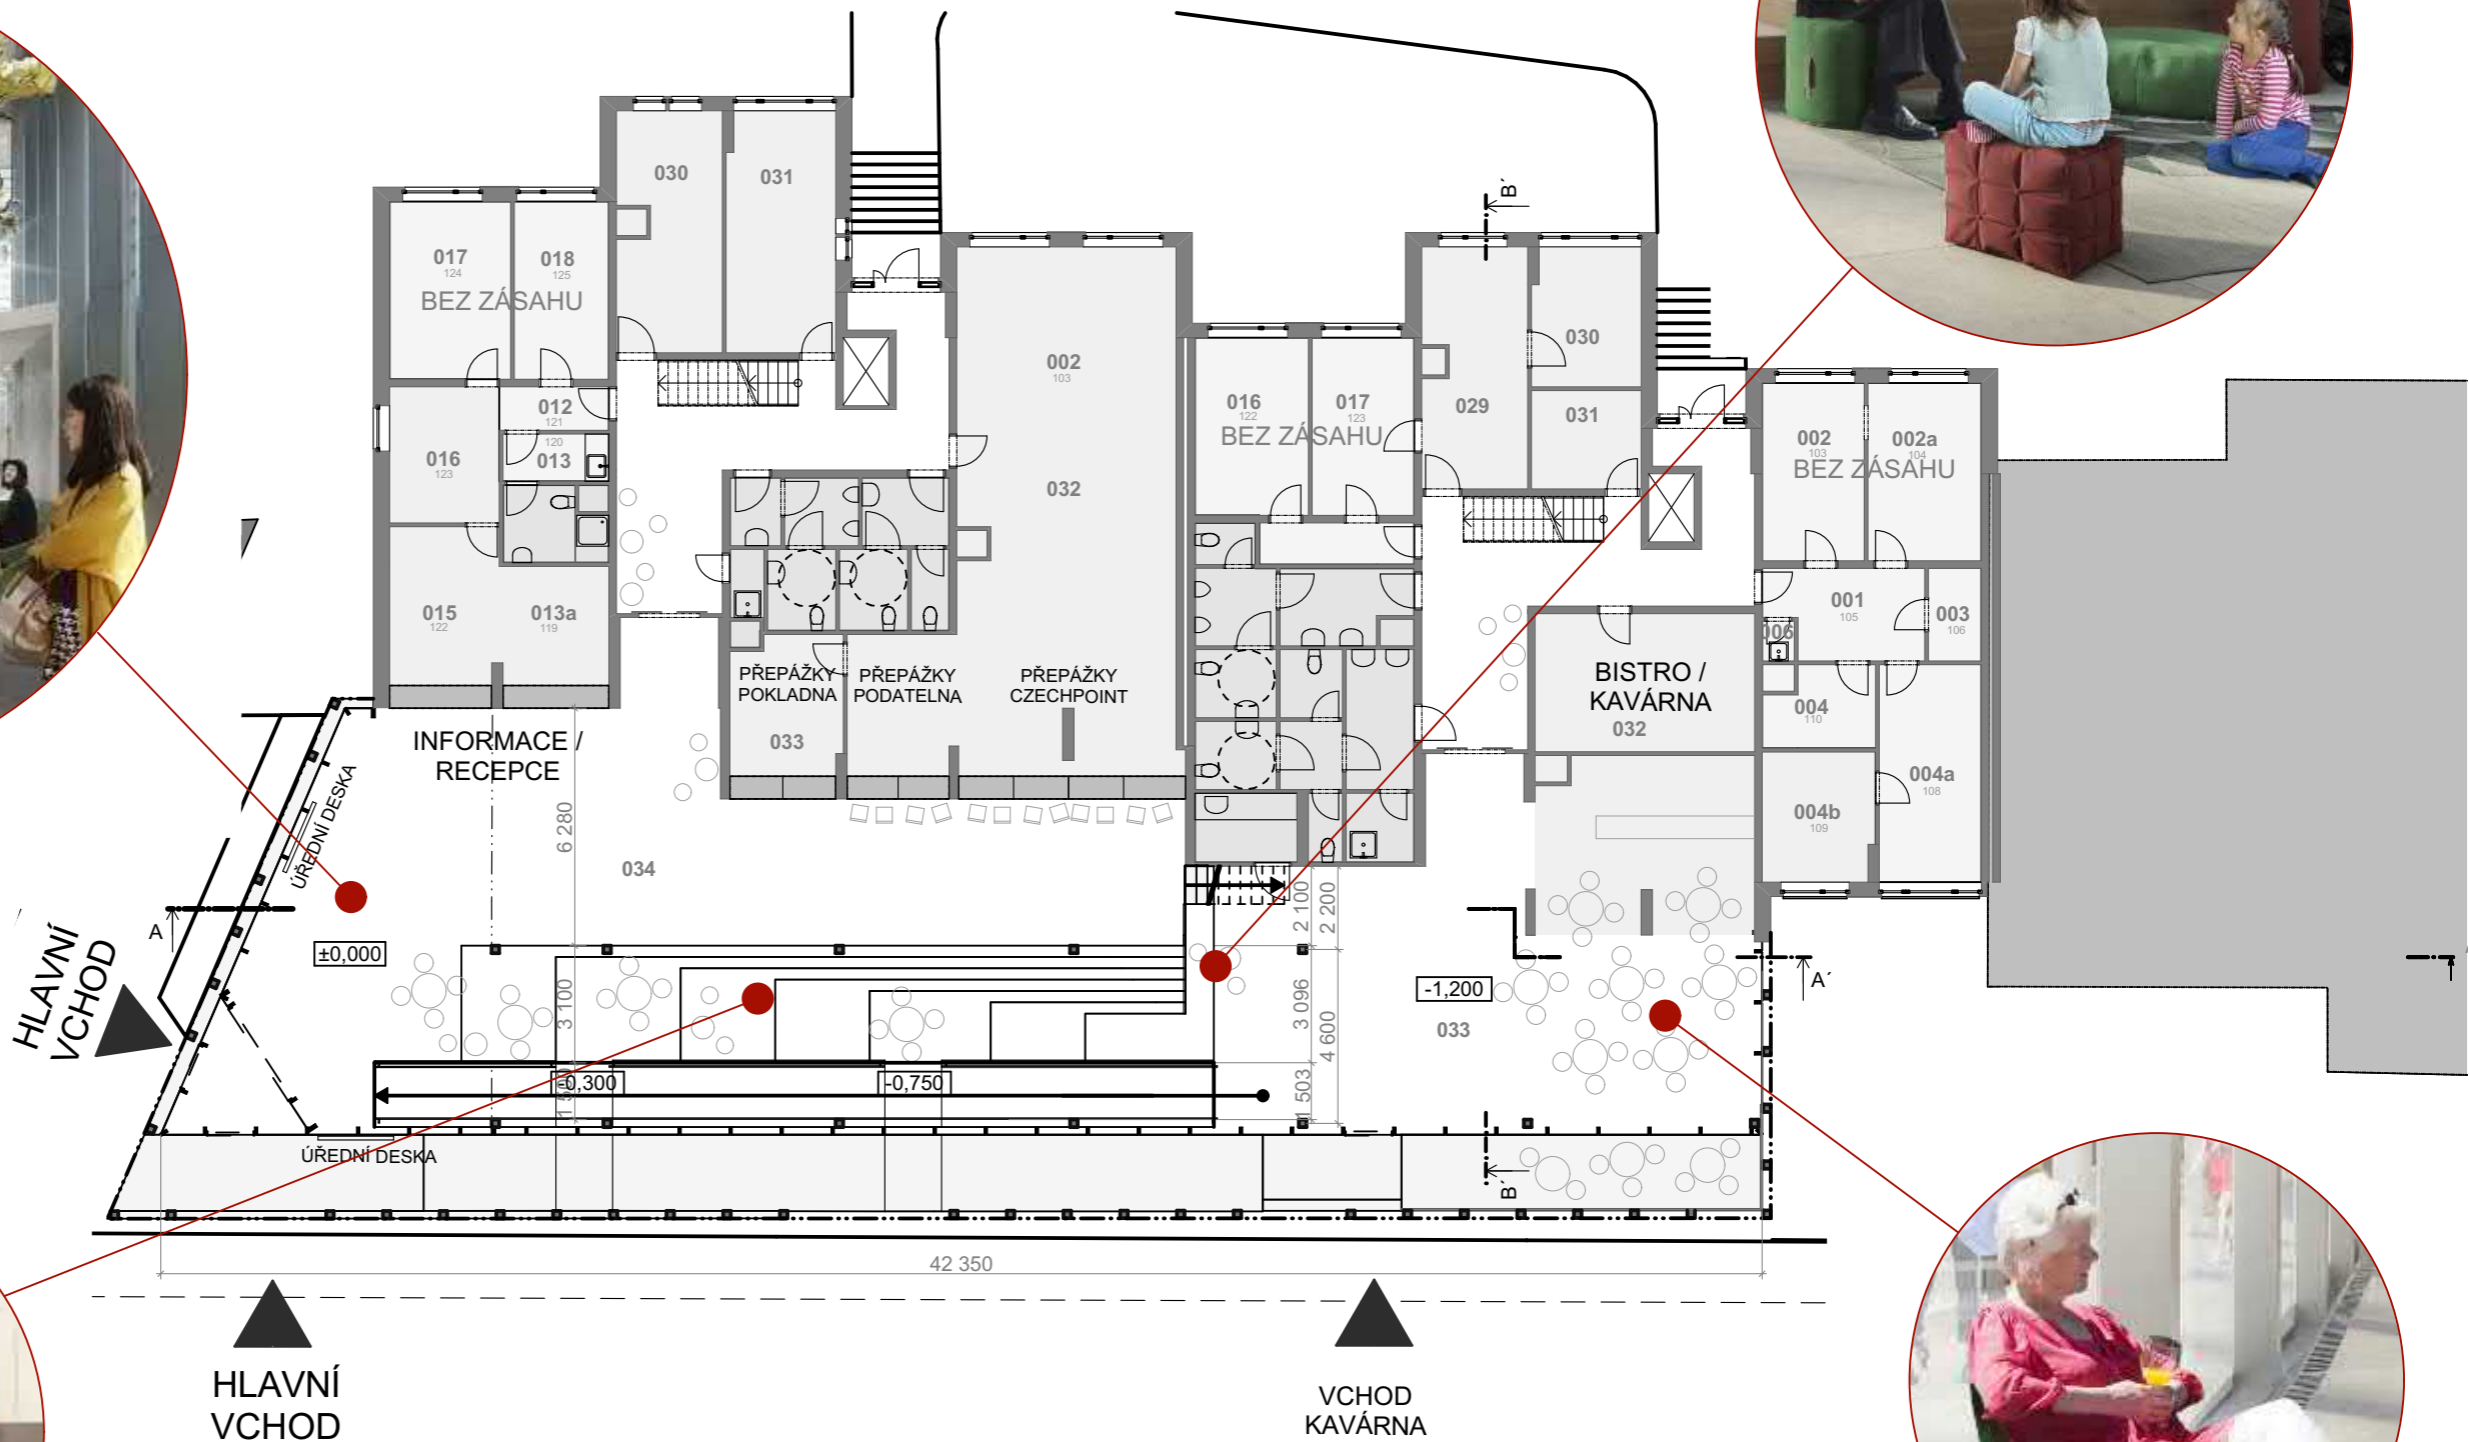 030
031
B´
017
124
018
125
BEZ ZÁSAHU
002
103
030
029
031
012
121
120
013
016
123
016
122
017
123
BEZ ZÁSAHU
002
103
002a
104
BEZ ZÁSAHU
032
015
122
013a
119
001
105
003
106
006
PŘEPÁŽKY
POKLADNA
PŘEPÁŽKY
PODATELNA
PŘEPÁŽKY
CZECHPOINT
BISTRO /
KAVÁRNA
032
004
110
033
INFORMACE /
RECEPCE
004a
108
004b
109
ÚŘEDNÍ DESKA
6 280
034
2 100
2 200
A
±0,000
HLAVNÍ
VCHOD
3 100
3 096
4 600
-1,200
A´
033
-0,300
-0,750
1 503
ÚŘEDNÍ DESKA
B´
42 350
HLAVNÍ
VCHOD
VCHOD
KAVÁRNA